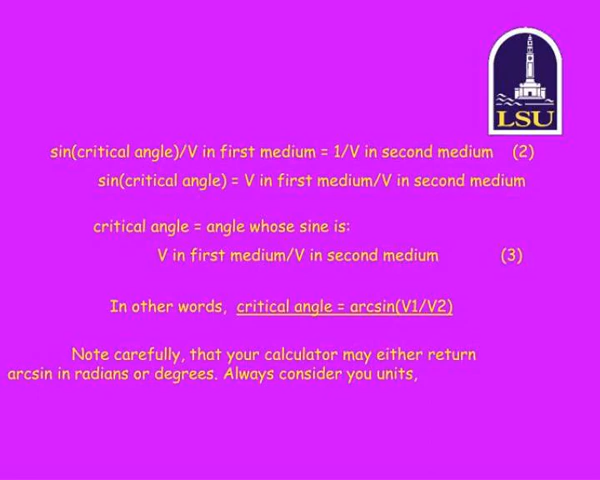 LSU
sin(critical angle)/V in first medium = 1/V in second medium (2)
sin(critical angle) = V in first medium/V in second medium
critical angle = angle whose sine is:
V in first medium/V in second medium (3)
In other words, critical angle = arcsin(V1/V2)
Note carefully, that your calculator may either return
arcsin in radians or degrees. Always consider you units,